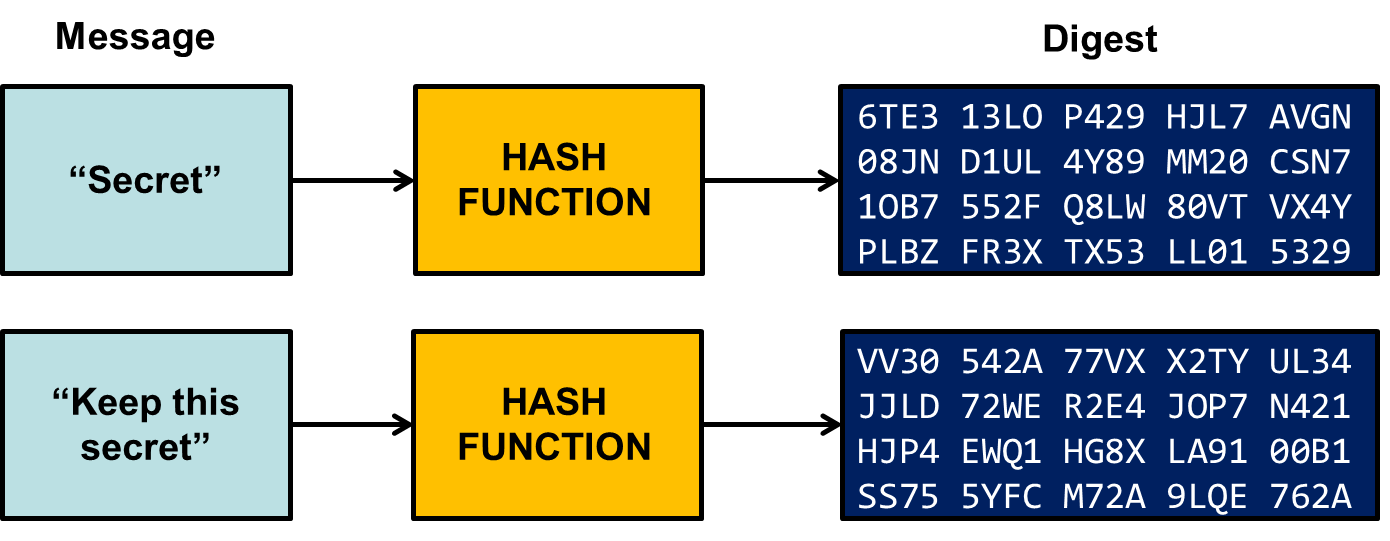 Message
Digest
“Secret”
HASH
FUNCTION
6TE3 13LO P429 HJL7 AVGN
08JN D1UL 4Y89 MM20 CSN7
1OB7 552F Q8LW 80VT VX4Y
PLBZ FR3X TX53 LL01 5329
“Keep this
secret”
HASH
FUNCTION
VV30 542A 77VX X2TY UL34
JJLD 72WE R2E4 JOP7 N421
HJP4 EWQ1 HG8X LA91 00B1
SS75 5YFC M72A 9LQE 762A